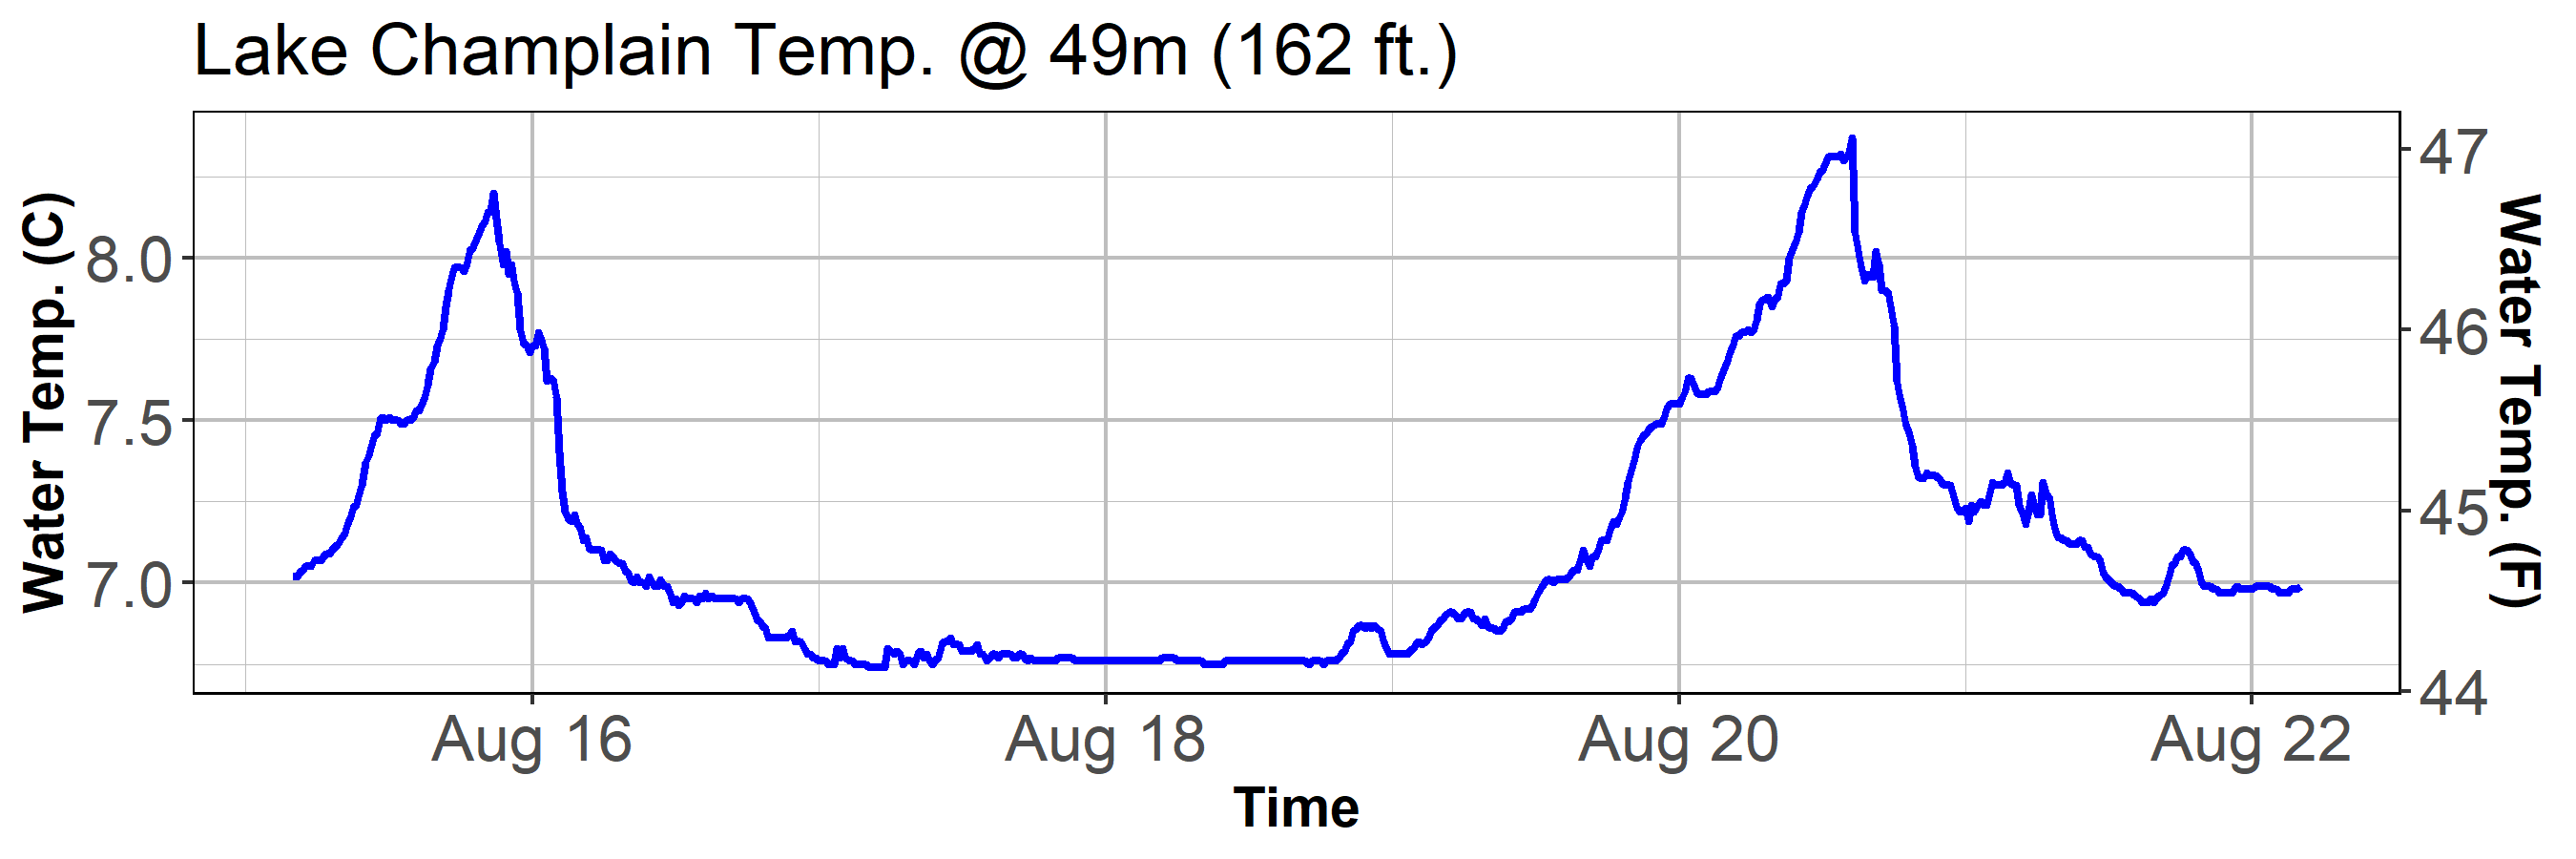 Lake Champlain Temp. @ 49m (162 ft.)
Water Temp. (C)
8.0
7.5
7.0
47
46
45
44
Water Temp. (F)
Aug 16 Aug 18 Aug 20 Aug 22
Time